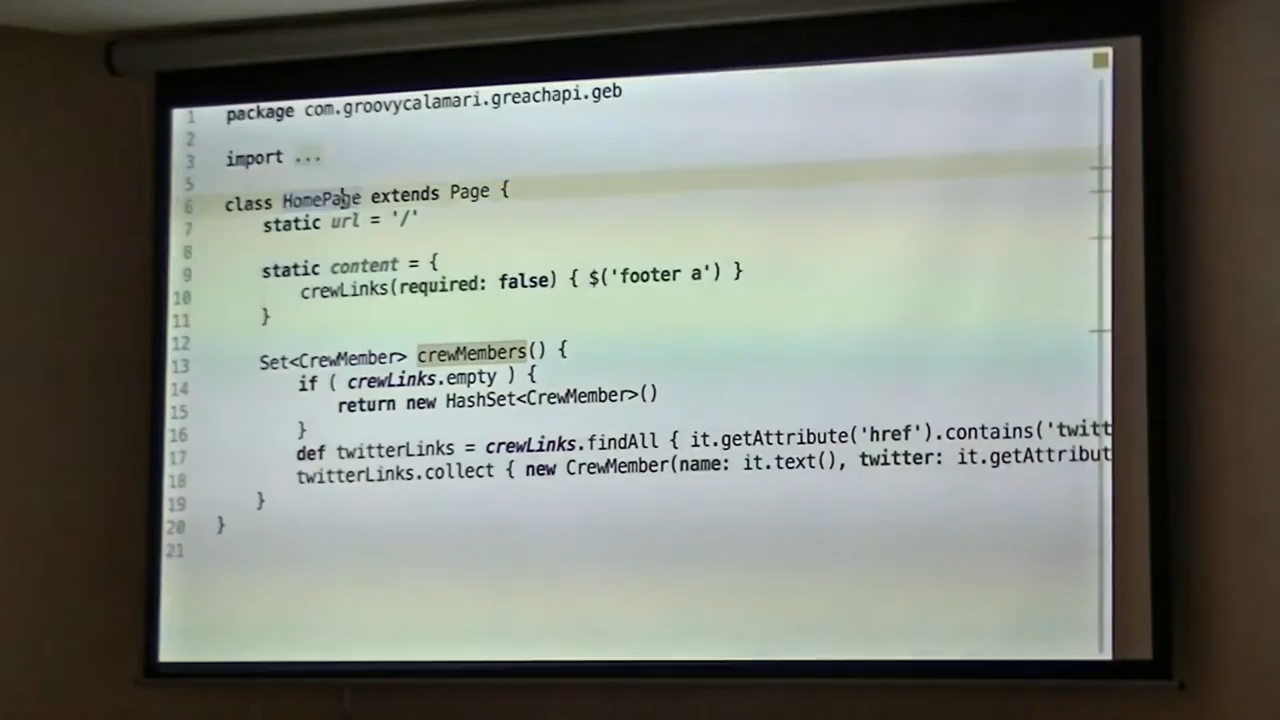 1 package com.groovycalamari.greachapi.geb
2
3 import ...
5
6 class HomePage extends Page {
7 static url = '/'
8
9 static content = {
10 crewLinks(required: false) { $('footer a') }
11 }
12
13 Set<CrewMember> crewMembers() {
14 if ( crewLinks.empty ) {
15 return new HashSet<CrewMember>()
16 }
17 def twitterLinks = crewLinks.findAll { it.getAttribute('href').contains('twitt
18 twitterLinks.collect { new CrewMember(name: it.text(), twitter: it.getAttribut
19 }
20 }
21